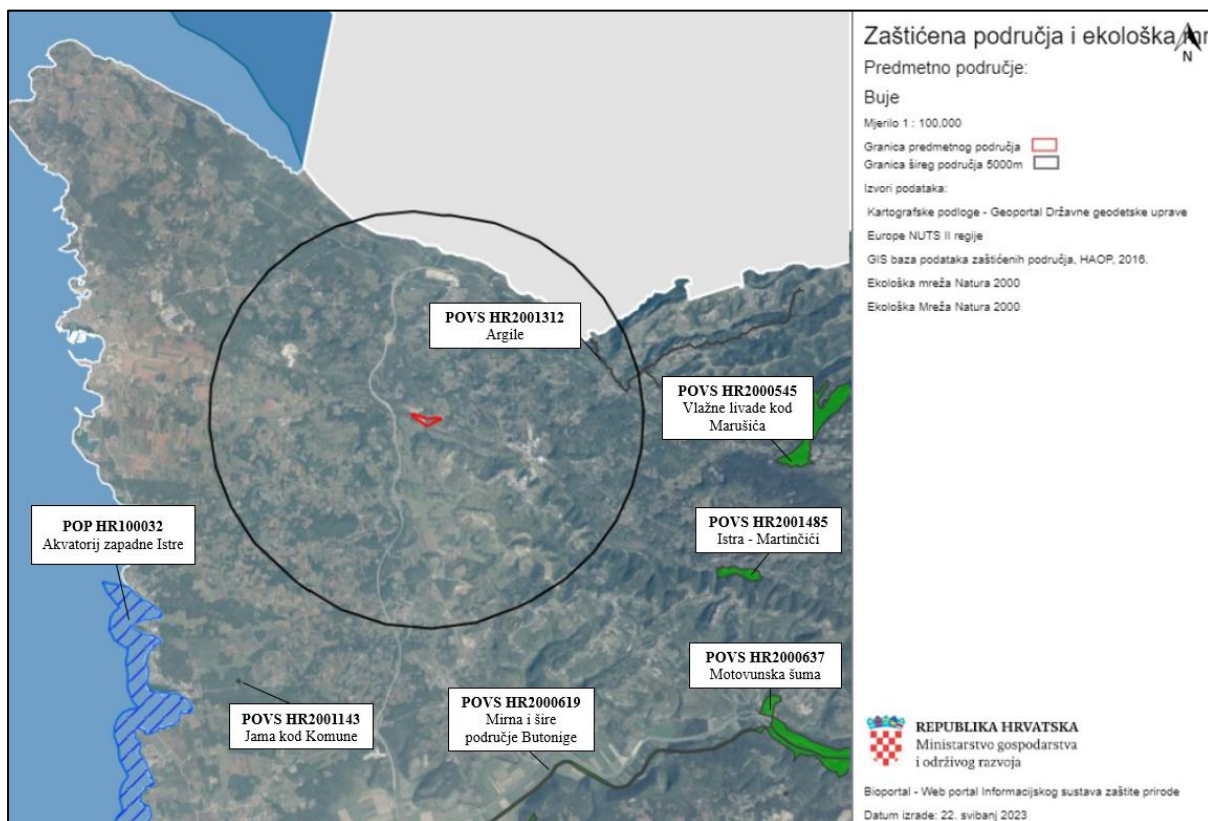 Zaštićena područja i ekološka mr
N
Predmetno područje:
Buje
Mjerilo 1 : 100,000
Granica predmetnog područja
Granica šireg područja 5000m
Izvori podataka:
Kartografske podloge - Geoportal Državne geodetske uprave
Europe NUTS II regije
GIS baza podataka zaštićenih područja, HAOP, 2016.
Ekološka mreža Natura 2000
Ekološka Mreža Natura 2000
POVS HR2001312
Argile
POVS HR2000545
Vlažne livade kod
Marušića
POP HR100032
Akvatorij zapadne Istre
POVS HR2001485
Istra - Martinčići
POVS HR2000637
Motovunska šuma
POVS HR2000619
Mirna i šire
područje Butonige
POVS HR2001143
Jama kod Komune
REPUBLIKA HRVATSKA
Ministarstvo gospodarstva
i održivog razvoja
Bioportal - Web portal Informacijskog sustava zaštite prirode
Datum izrade: 22. svibanj 2023